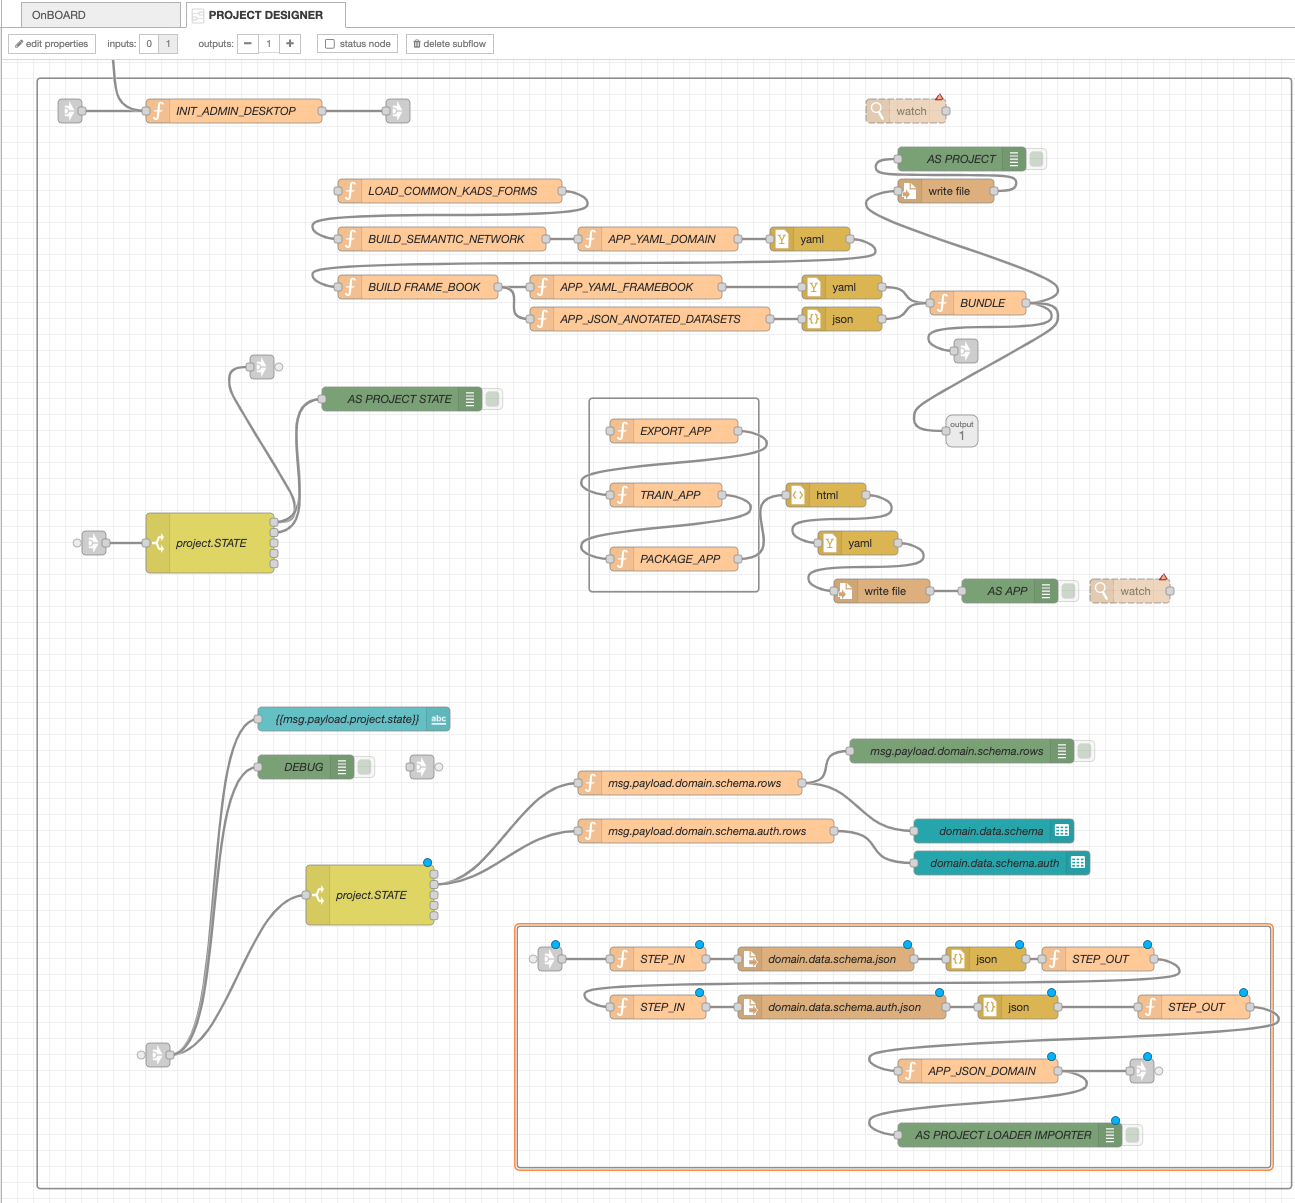 OnBOARD
PROJECT DESIGNER
edit properties
inputs: 0 1
outputs: 1
status node
delete subflow
INIT_ADMIN_DESKTOP
watch
AS PROJECT
LOAD_COMMON_KADS_FORMS
write file
BUILD_SEMANTIC_NETWORK
APP_YAML_DOMAIN
yaml
BUILD FRAME_BOOK
APP_YAML_FRAMEBOOK
yaml
BUNDLE
APP_JSON_ANOTATED_DATASETS
json
AS PROJECT STATE
EXPORT_APP
output
1
TRAIN_APP
html
project.STATE
yaml
PACKAGE_APP
write file
AS APP
watch
{{msg.payload.project.state}}
abc
DEBUG
msg.payload.domain.schema.rows
msg.payload.domain.schema.rows
msg.payload.domain.schema.auth.rows
domain.data.schema
domain.data.schema.auth
project.STATE
STEP_IN
domain.data.schema.json
json
STEP_OUT
STEP_IN
domain.data.schema.auth.json
json
STEP_OUT
APP_JSON_DOMAIN
AS PROJECT LOADER IMPORTER